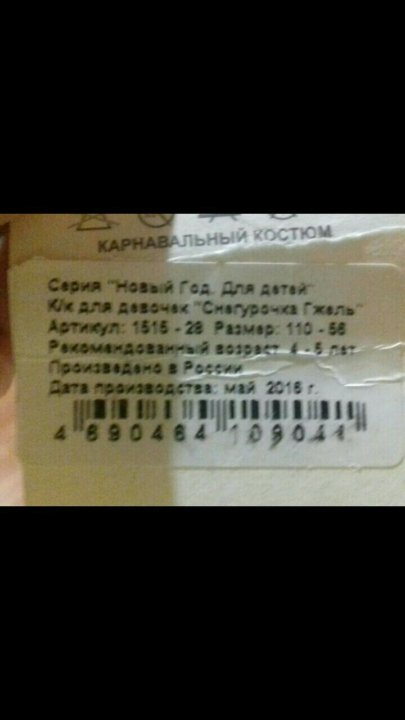 КАРНАВАЛЬНЫЙ КОСТЮМ
Серия "Новый Год. Для детей"
К/к для девочек "Снегурочка Гжель"
Артикул: 1515 - 28 Размер: 110 - 56
Рекомендованный возраст 4 - 5 лет
Произведено в России
Дата производства: май 2016 г.
4 690464 109041